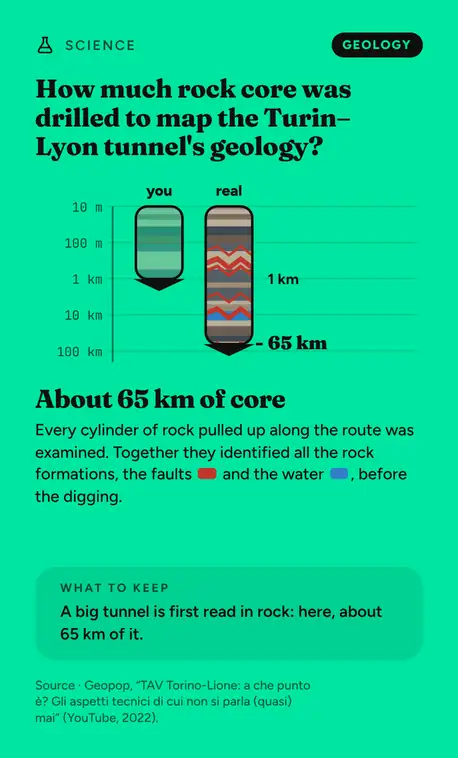 SCIENCE
GEOLOGY
How much rock core was
drilled to map the Turin–
Lyon tunnel's geology?
you real
10 m
100 m
1 km
1 km
10 km
65 km
100 km
About 65 km of core
Every cylinder of rock pulled up along the route was
examined. Together they identified all the rock
formations, the faults and the water , before
the digging.
WHAT TO KEEP
A big tunnel is first read in rock: here, about
65 km of it.
Source · Geopop, "TAV Torino-Lione: a che punto
è? Gli aspetti tecnici di cui non si parla (quasi)
mai" (YouTube, 2022).